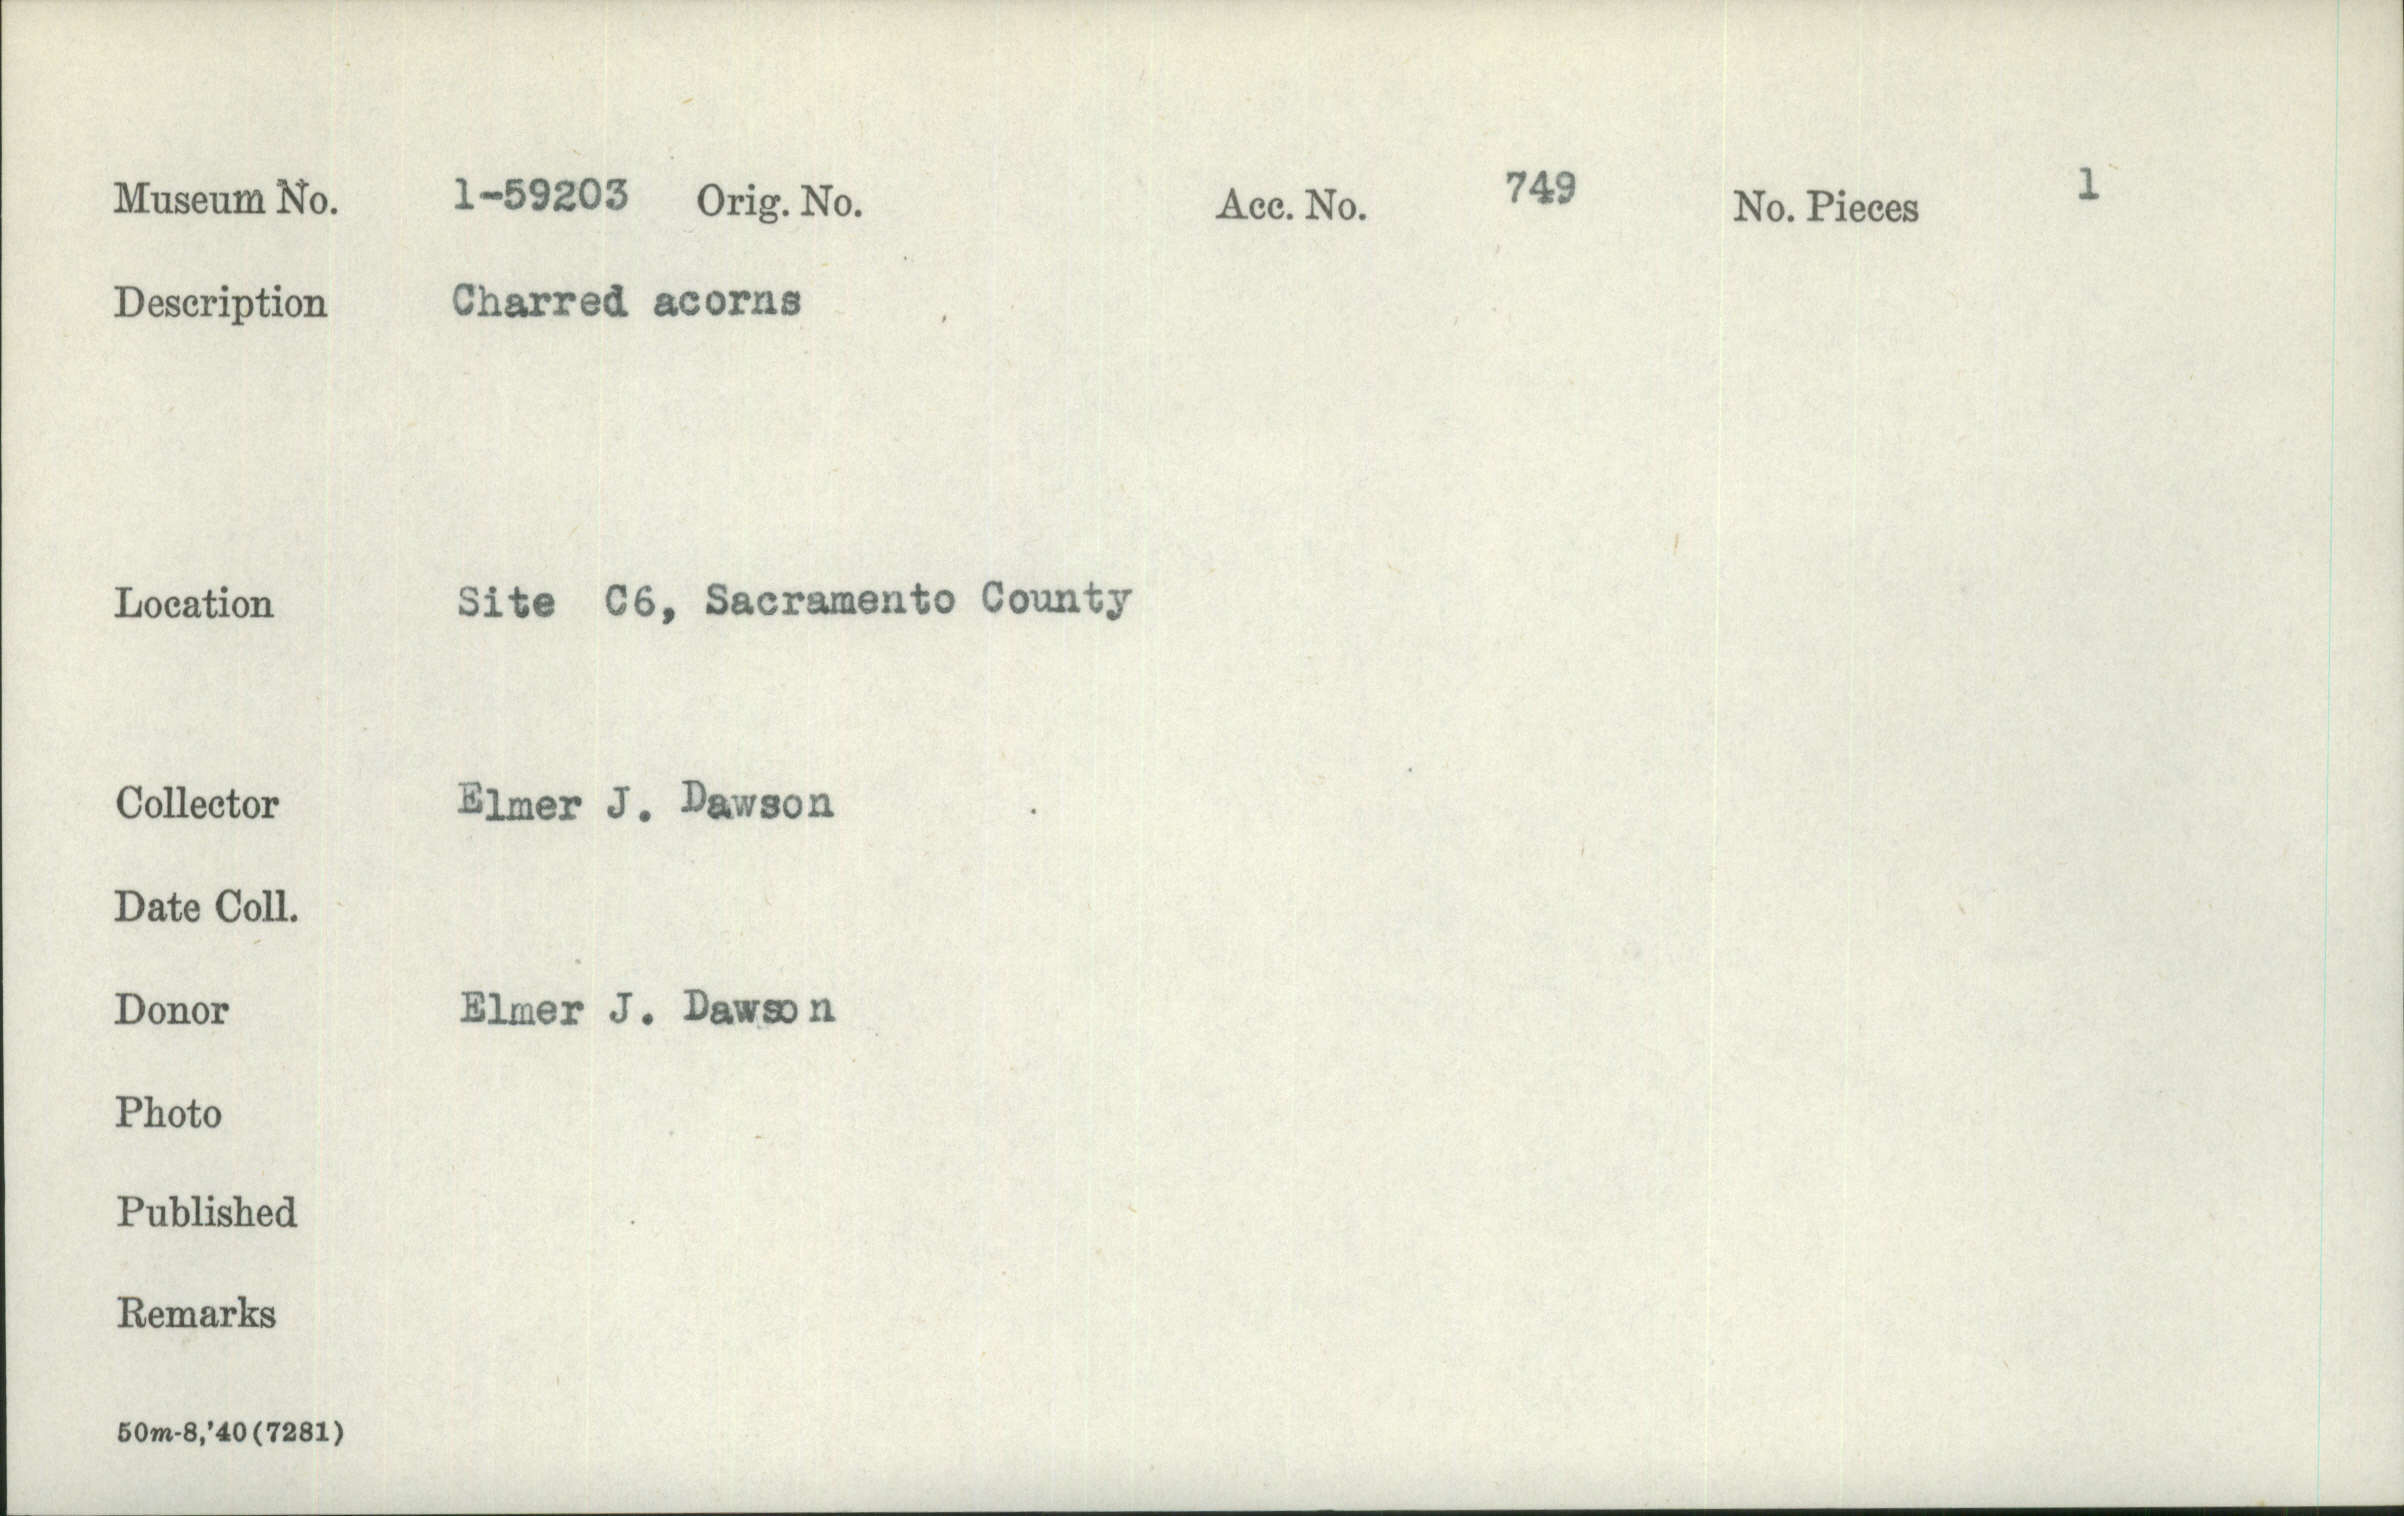 Museum No. 1-59203 Orig. No. Acc. No. 749 No. Pieces 1
Description Charred acorns
Location Site C6, Sacramento County
Collector Elmer J. Dawson
Date Coll.
Donor Elmer J. Dawson
Photo
Published
Remarks
50m-8,'40(7281)